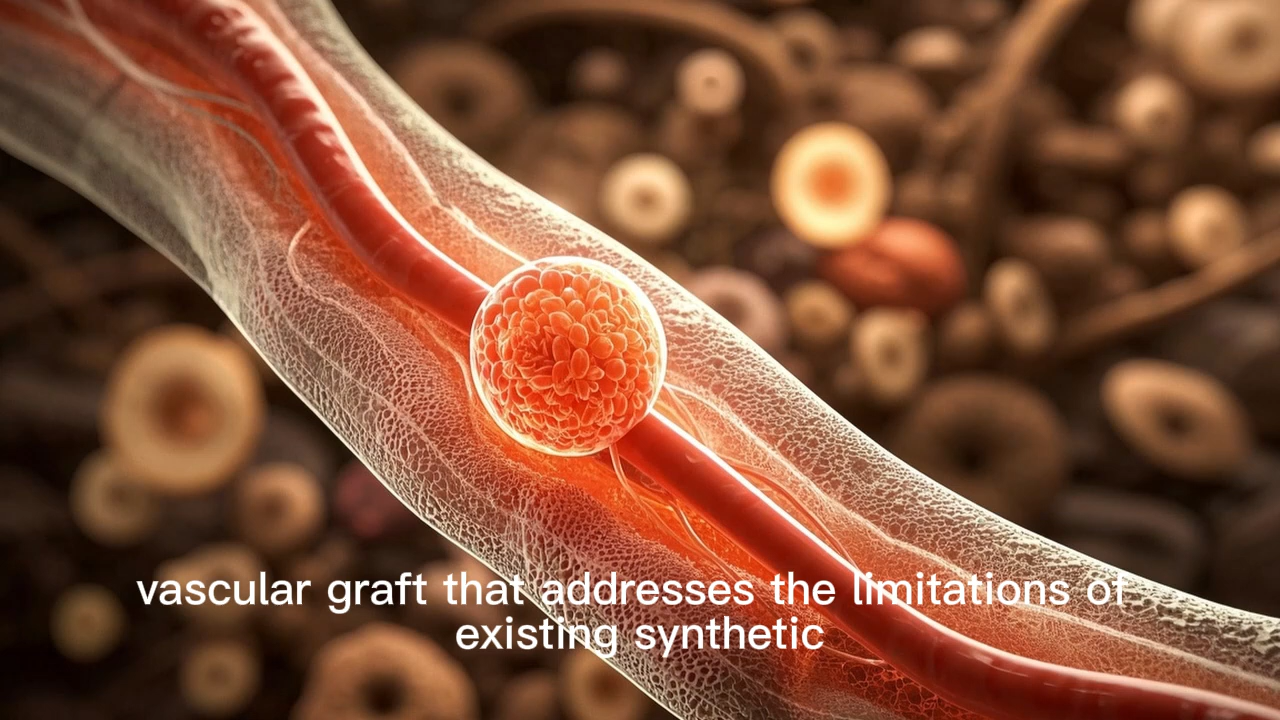 vascular graft that addresses the limitations of
existing synthetic